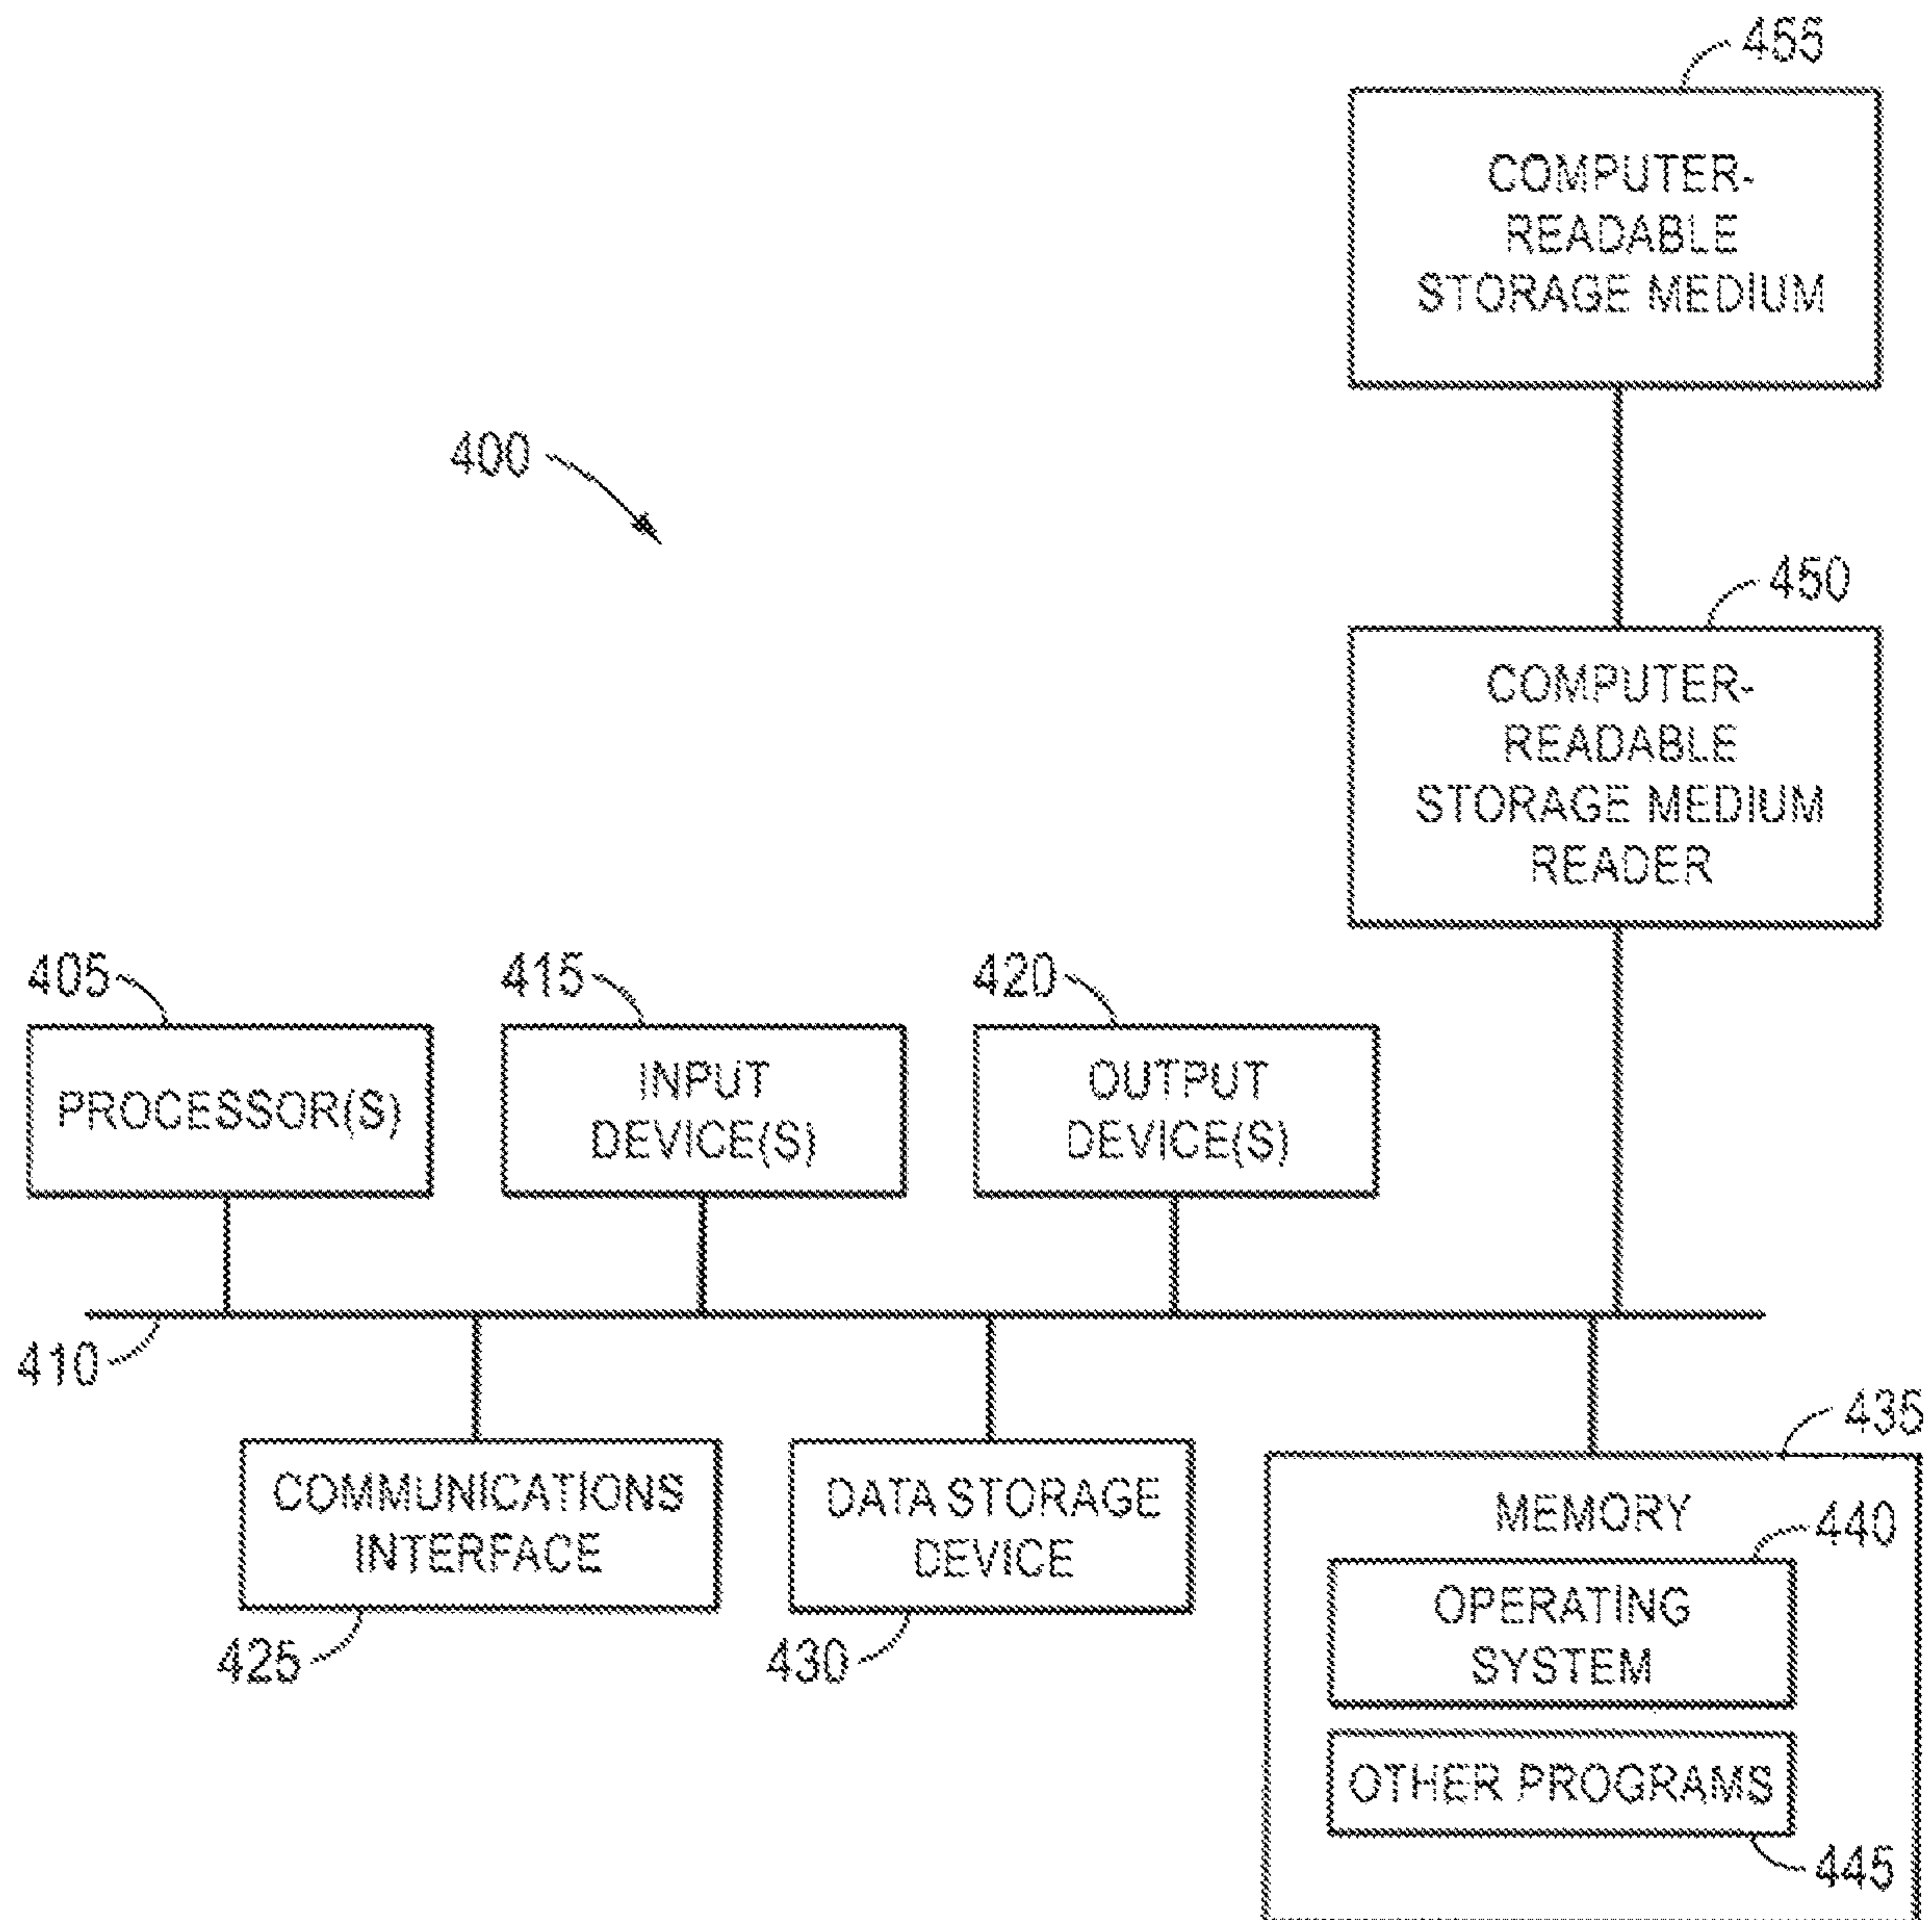 455
COMPUTER-
READABLE
STORAGE MEDIUM
400
450
COMPUTER-
READABLE
STORAGE MEDIUM
READER
405
415
420
PROCESSOR(S)
INPUT
DEVICE(S)
OUTPUT
DEVICE(S)
410
COMMUNICATIONS
INTERFACE
425
DATA STORAGE
DEVICE
430
435
MEMORY
440
OPERATING
SYSTEM
OTHER PROGRAMS
445